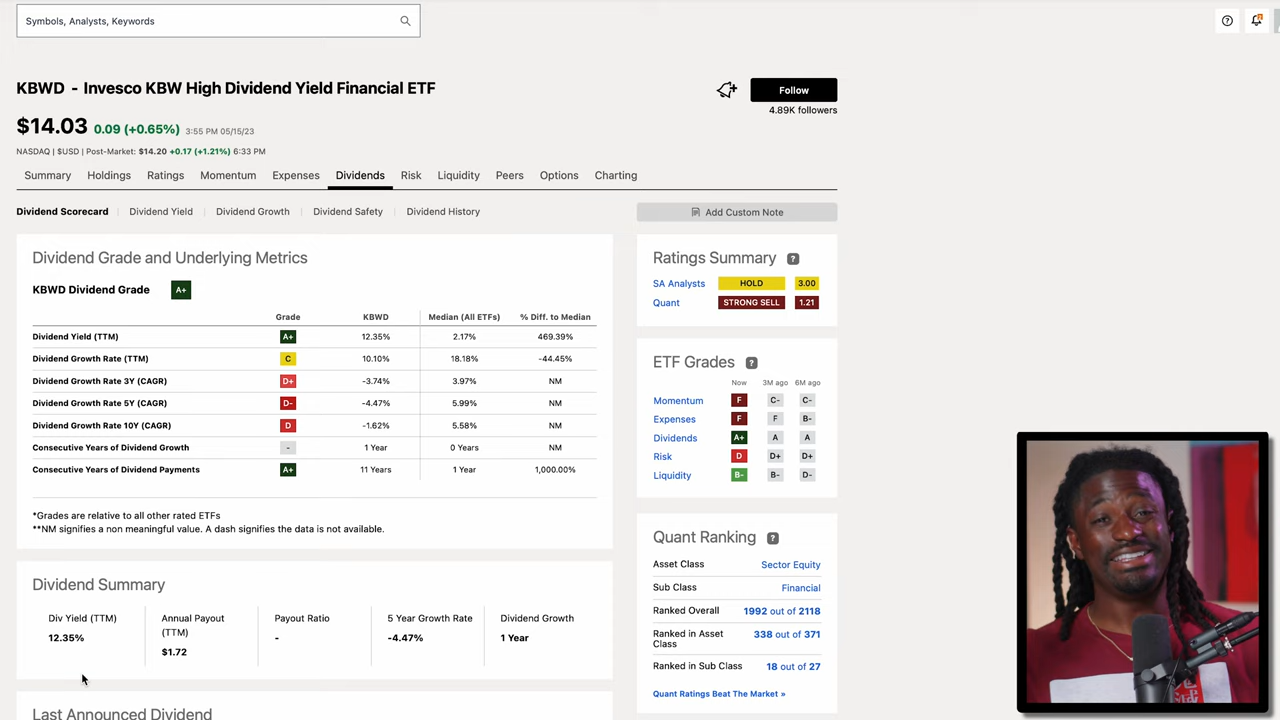 Symbols, Analysts, Keywords
KBWD - Invesco KBW High Dividend Yield Financial ETF
Follow
4.89K followers
$14.03 0.09 (+0.65%) 3:55 PM 05/15/23
NASDAQ | $USD | Post-Market: $14.20 +0.17 (+1.21%) 6:33 PM
Summary Holdings Ratings Momentum Expenses Dividends Risk Liquidity Peers Options Charting
Dividend Scorecard | Dividend Yield | Dividend Growth | Dividend Safety | Dividend History
Add Custom Note
Dividend Grade and Underlying Metrics
KBWD Dividend Grade A+
Grade KBWD Median (All ETFs) % Diff. to Median
Dividend Yield (TTM) A+ 12.35% 2.17% 469.39%
Dividend Growth Rate (TTM) C 10.10% 18.18% -44.45%
Dividend Growth Rate 3Y (CAGR) D+ -3.74% 3.97% NM
Dividend Growth Rate 5Y (CAGR) D- -4.47% 5.99% NM
Dividend Growth Rate 10Y (CAGR) D -1.62% 5.58% NM
Consecutive Years of Dividend Growth - 1 Year 0 Years NM
Consecutive Years of Dividend Payments A+ 11 Years 1 Year 1,000.00%
*Grades are relative to all other rated ETFs
**NM signifies a non meaningful value. A dash signifies the data is not available.
Dividend Summary
Div Yield (TTM)
12.35%
Annual Payout
(TTM)
$1.72
Payout Ratio
-
5 Year Growth Rate
-4.47%
Dividend Growth
1 Year
Last Announced Dividend
Ratings Summary ?
SA Analysts HOLD 3.00
Quant STRONG SELL 1.21
ETF Grades ?
Now 3M ago 6M ago
Momentum F C- C-
Expenses F F B-
Dividends A+ A A
Risk D D+ D+
Liquidity B- B- D-
Quant Ranking ?
Asset Class Sector Equity
Sub Class Financial
Ranked Overall 1992 out of 2118
Ranked in Asset 338 out of 371
Class
Ranked in Sub Class 18 out of 27
Quant Ratings Beat The Market »